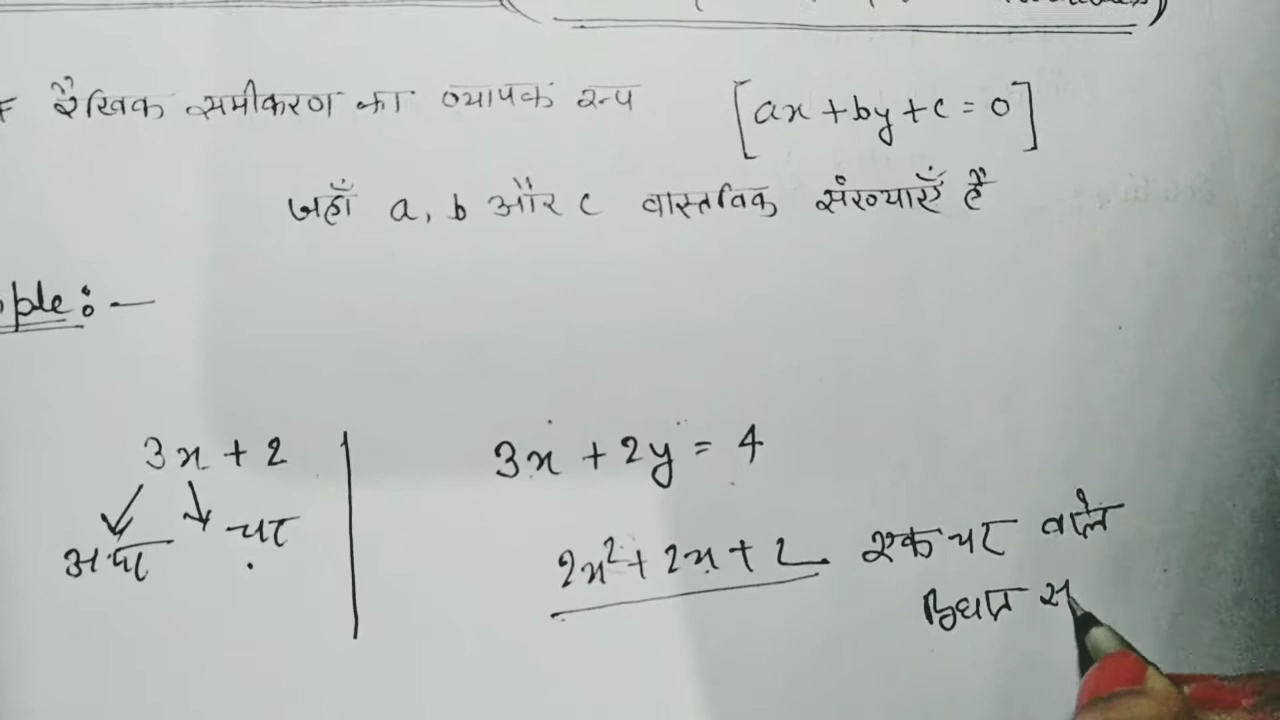 रैखिक समीकरण का व्यापक रूप [ax + by + c = 0]
जहाँ a, b और c वास्तविक संख्याएँ हैं
ple: —
3x + 2
अचर चर
3x + 2y = 4
2x² + 2x + 2 एक चर वाले
द्विघात स